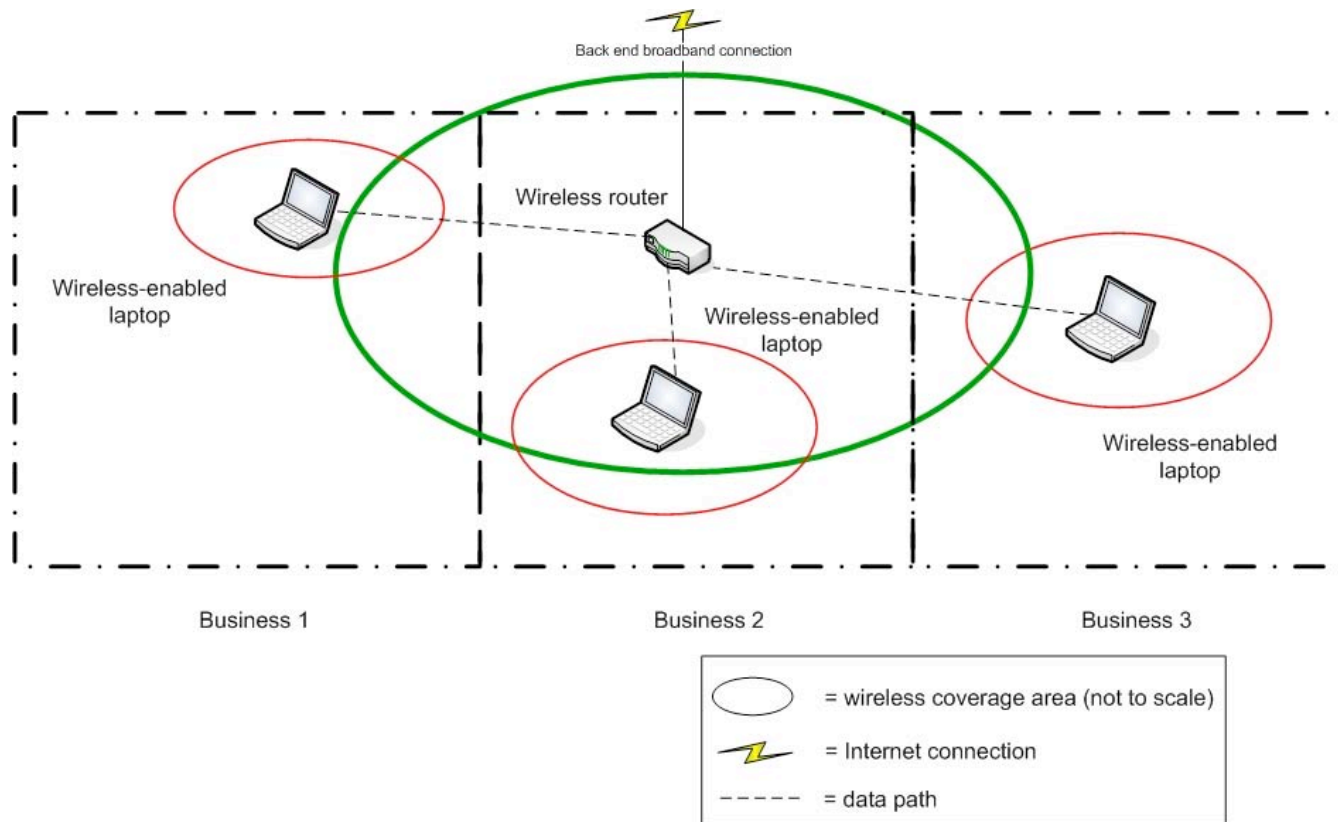 Back end broadband connection
Wireless router
Wireless-enabled
laptop
Wireless-enabled
laptop
Wireless-enabled
laptop
Business 1
Business 2
Business 3
= wireless coverage area (not to scale)
= Internet connection
= data path